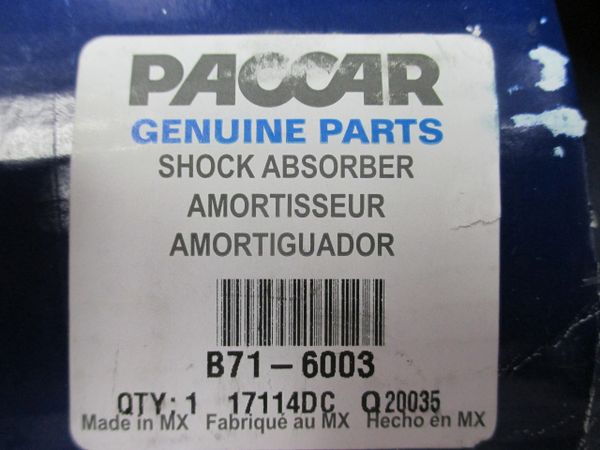 PACCAR
GENUINE PARTS
SHOCK ABSORBER
AMORTISSEUR
AMORTIGUADOR
B71-6003
QTY: 1 17114DC Q20035
Made in MX Fabriqué au MX Hecho en MX